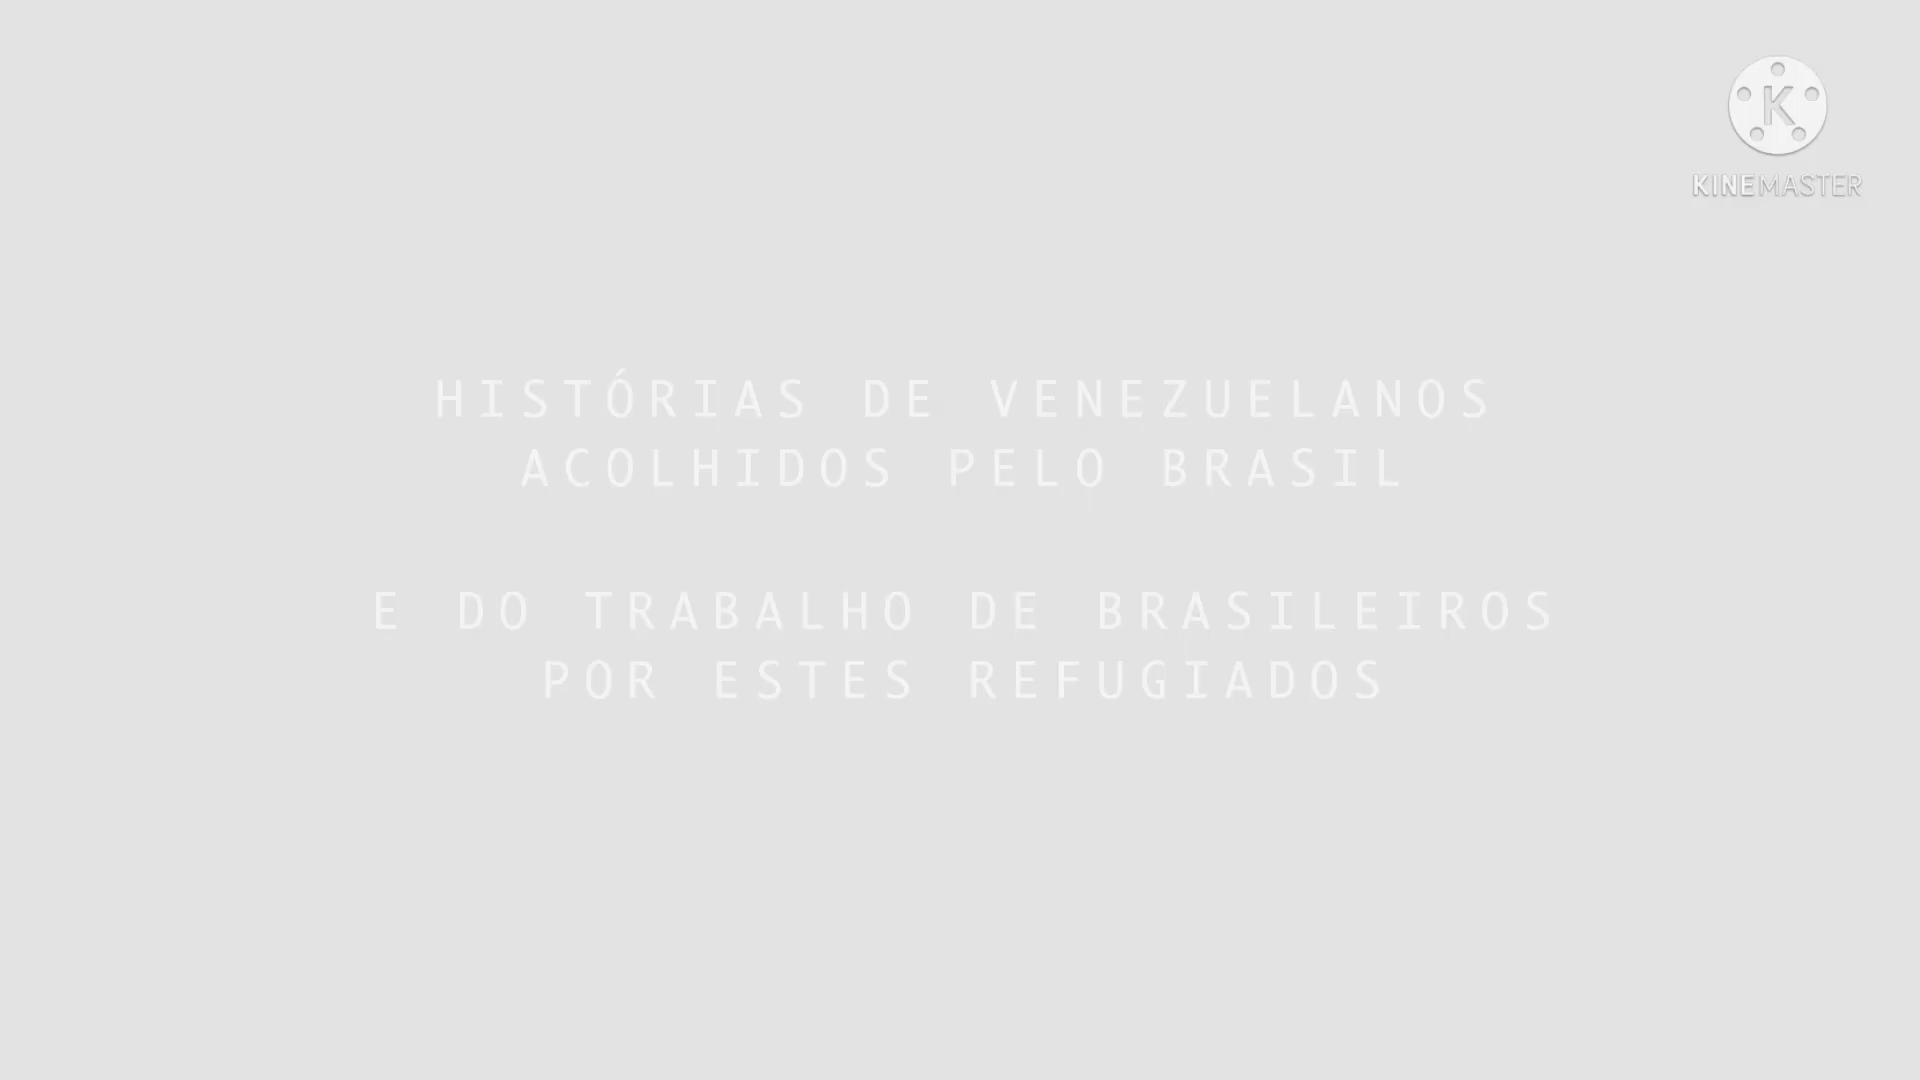 K
KINEMASTER
HISTÓRIAS DE VENEZUELANOS
ACOLHIDOS PELO BRASIL
E DO TRABALHO DE BRASILEIROS
POR ESTES REFUGIADOS